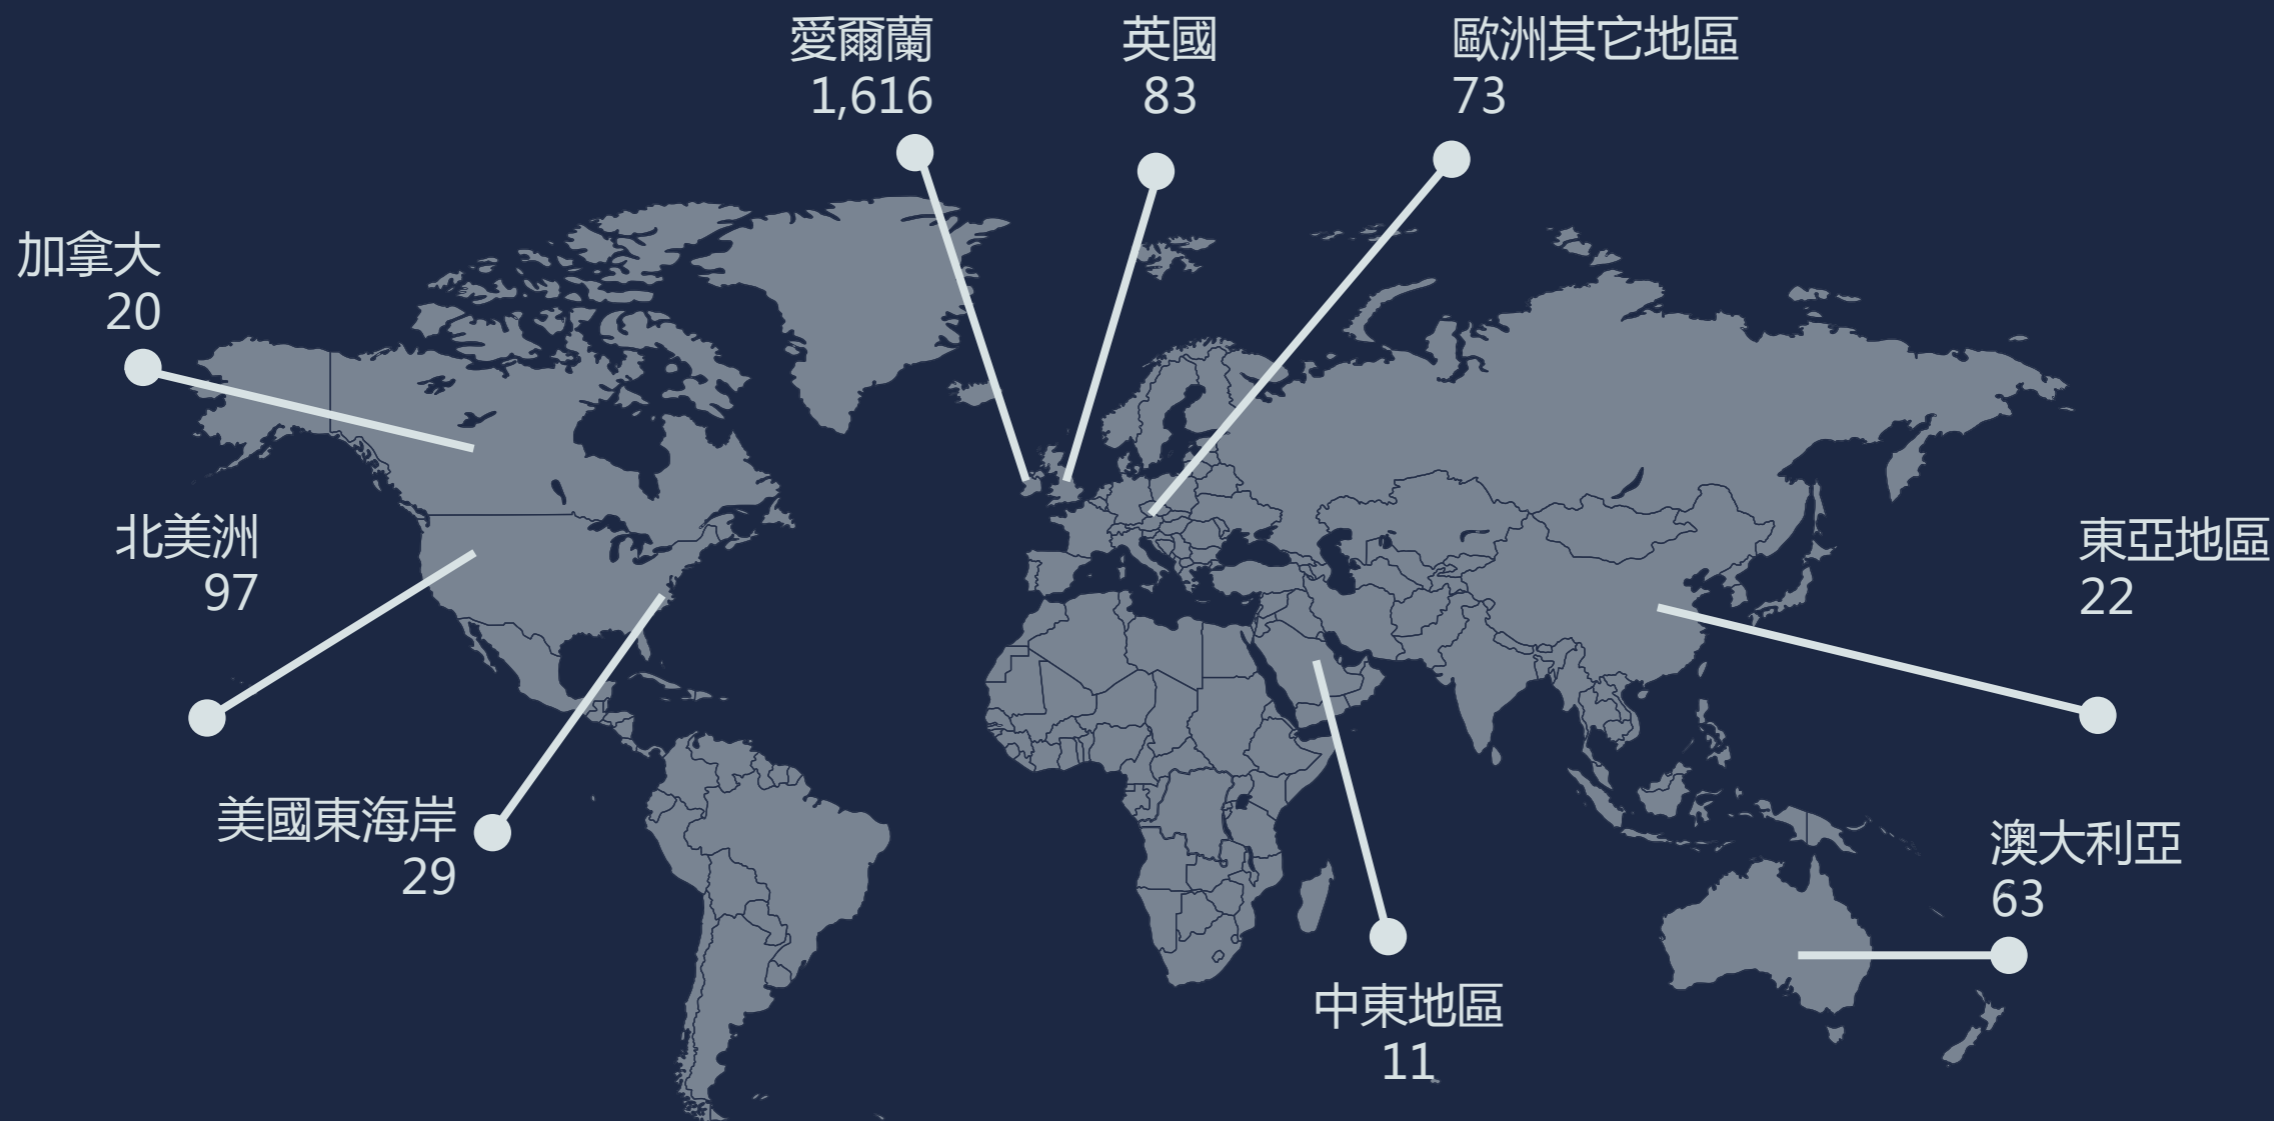 愛爾蘭
1,616
英國
83
歐洲其它地區
73
加拿大
20
北美洲
97
東亞地區
22
美國東海岸
29
澳大利亞
63
中東地區
11